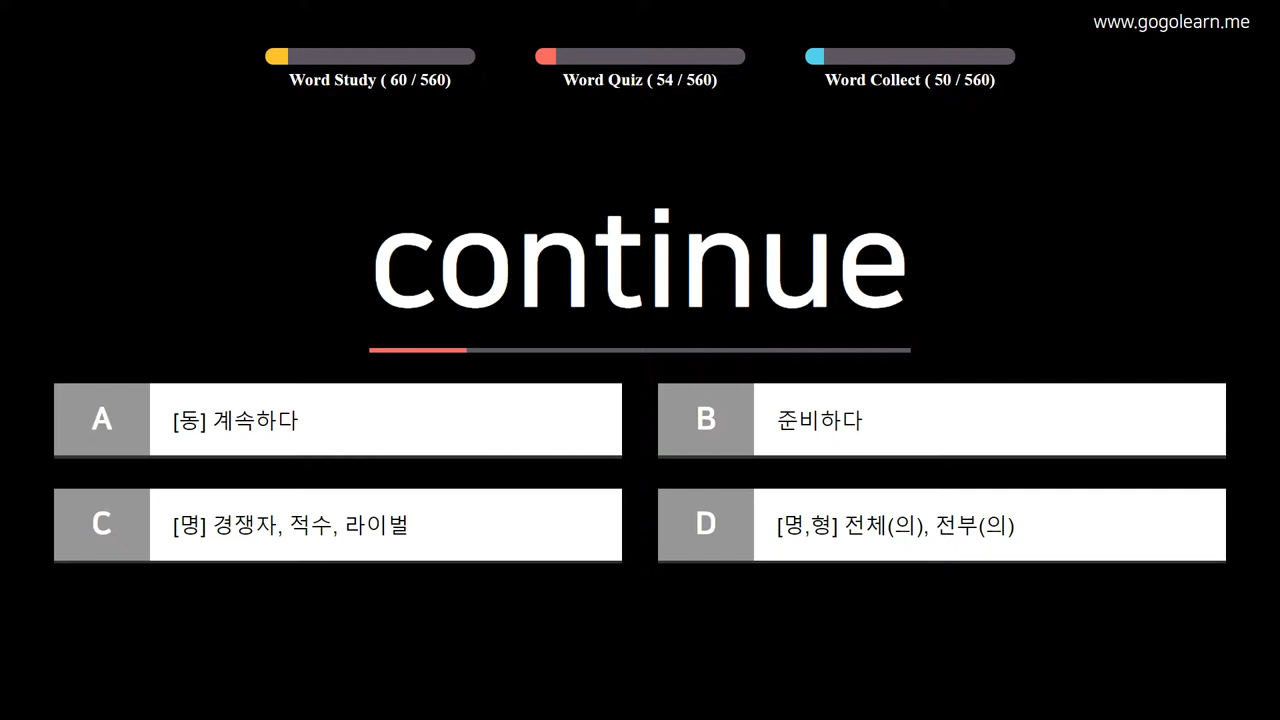 www.gogolearn.me
Word Study ( 60 / 560)
Word Quiz ( 54 / 560)
Word Collect ( 50 / 560)
continue
A [동] 계속하다
B 준비하다
C [명] 경쟁자, 적수, 라이벌
D [명,형] 전체(의), 전부(의)